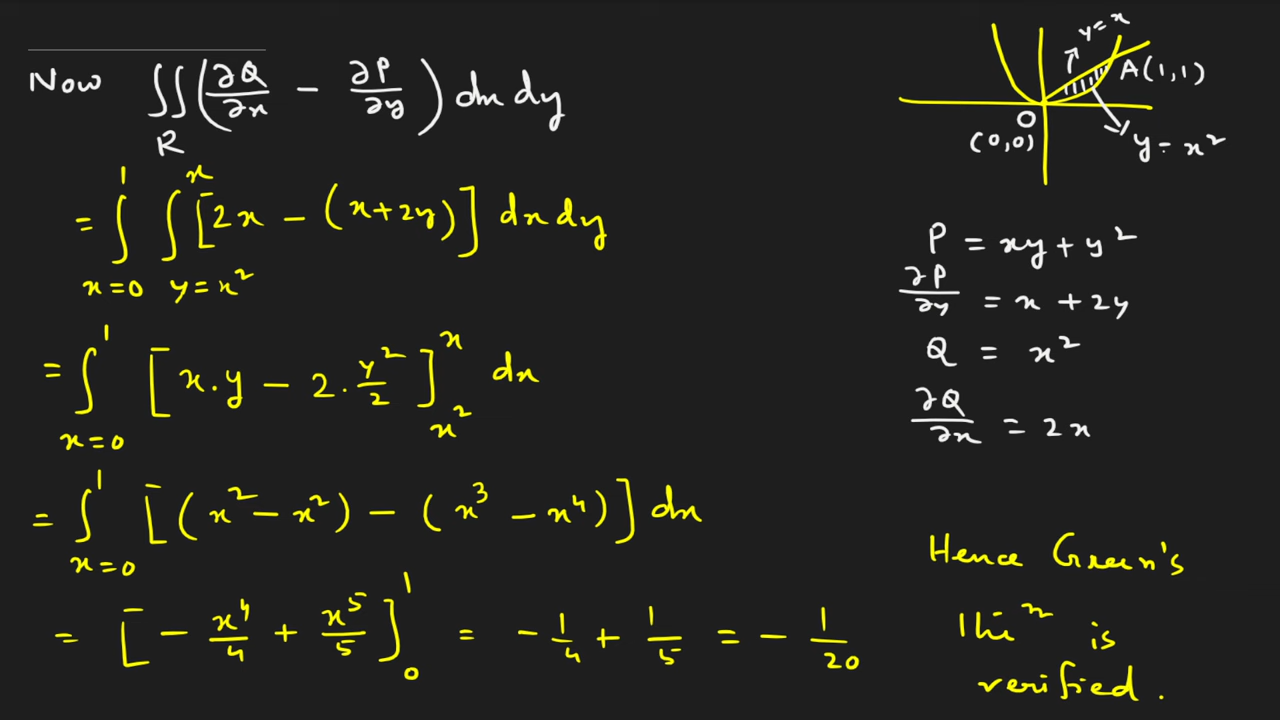 Now ∬_R (∂Q/∂x − ∂P/∂y) dx dy
= ∫_{x=0}^{1} ∫_{y=x²}^{x} [2x − (x+2y)] dx dy
= ∫_{x=0}^{1} [x.y − 2.y²/2]_{x²}^{x} dx
= ∫_{x=0}^{1} [(x² − x²) − (x³ − x⁴)] dx
= [− x⁴/4 + x⁵/5]_0^1 = − 1/4 + 1/5 = − 1/20
y=x
A(1,1)
O
(0,0)
y=x²
P = xy + y²
∂P/∂y = x + 2y
Q = x²
∂Q/∂x = 2x
Hence Green's
is
verified.